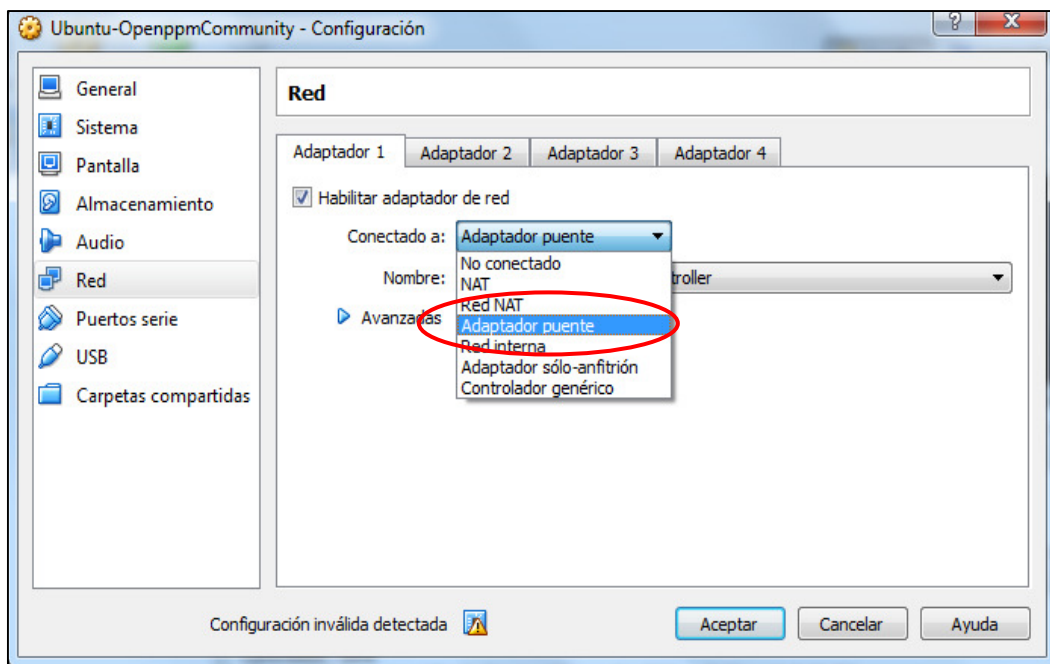 Ubuntu-OpenppmCommunity - Configuración
General
Sistema
Pantalla
Almacenamiento
Audio
Red
Puertos serie
USB
Carpetas compartidas
Red
Adaptador 1 Adaptador 2 Adaptador 3 Adaptador 4
Habilitar adaptador de red
Conectado a: Adaptador puente
No conectado
Nombre: NAT troller
Red NAT
Avanzadas Adaptador puente
Red interna
Adaptador sólo-anfitrión
Controlador genérico
Configuración inválida detectada Aceptar Cancelar Ayuda